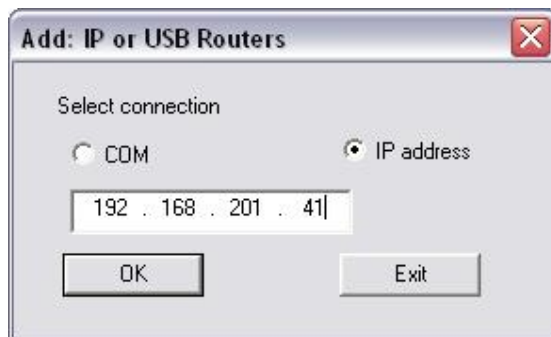 Add: IP or USB Routers
Select connection
COM IP address
192 . 168 . 201 . 41
OK Exit